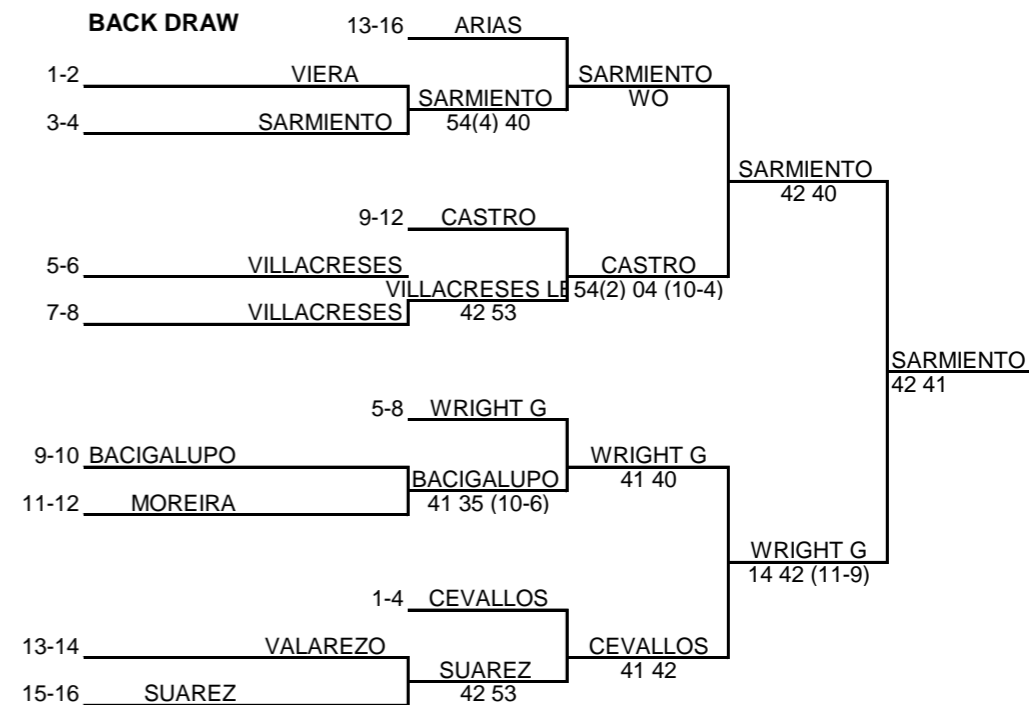 BACK DRAW
13-16 ARIAS
1-2 VIERA SARMIENTO
WO
3-4 SARMIENTO SARMIENTO
54(4) 40
SARMIENTO
42 40
9-12 CASTRO
5-6 VILLACRESES CASTRO
VILLACRESES LE 54(2) 04 (10-4)
7-8 VILLACRESES 42 53
SARMIENTO
42 41
5-8 WRIGHT G
9-10 BACIGALUPO WRIGHT G
BACIGALUPO 41 40
11-12 MOREIRA 41 35 (10-6)
WRIGHT G
14 42 (11-9)
1-4 CEVALLOS
13-14 VALAREZO CEVALLOS
SUAREZ 41 42
15-16 SUAREZ 42 53